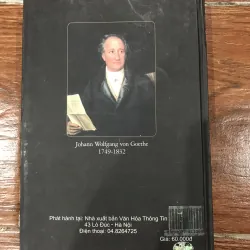 Johann Wolfgang von Goethe
1749-1832
Phát hành tại: Nhà xuất bản Văn Hóa Thông Tin
43 Lò Đúc - Hà Nội
Điện thoại : 04.8264725
Giá: 60.000đ